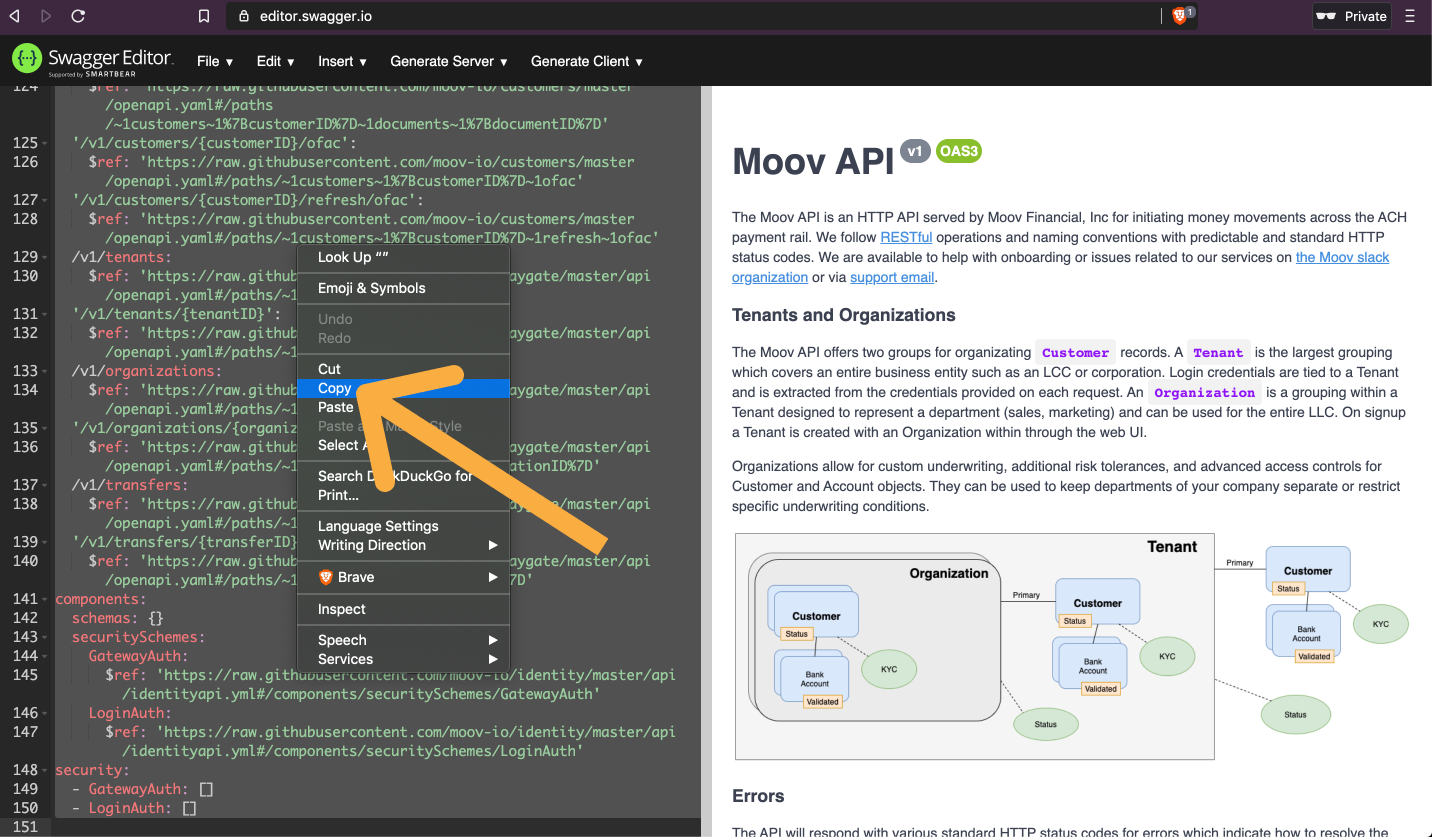 editor.swagger.io
1
Private
Swagger Editor.
Supported by SMARTBEAR
File ▼
Edit ▼
Insert ▼
Generate Server ▼
Generate Client ▼
124 $ref: 'https://raw.githubusercontent.com/moov-io/customers/master
/openapi.yaml#/paths
/~1customers~1%7BcustomerID%7D~1documents~1%7BdocumentID%7D'
125 '/v1/customers/{customerID}/ofac':
126 $ref: 'https://raw.githubusercontent.com/moov-io/customers/master
/openapi.yaml#/paths/~1customers~1%7BcustomerID%7D~1ofac'
127 '/v1/customers/{customerID}/refresh/ofac':
128 $ref: 'https://raw.githubusercontent.com/moov-io/customers/master
/openapi.yaml#/paths/~1customers~1%7BcustomerID%7D~1refresh~1ofac'
129 /v1/tenants:
130 $ref: 'https://raw.githubuserc aygate/master/api
/openapi.yaml#/paths/~1
131 '/v1/tenants/{tenantID}':
132 $ref: 'https://raw.githubuserc aygate/master/api
/openapi.yaml#/paths/~1
133 /v1/organizations:
134 $ref: 'https://raw.githubuserc aygate/master/api
/openapi.yaml#/paths/~1
135 '/v1/organizations/{organiz
136 $ref: 'https://raw.githubuserc aygate/master/api
/openapi.yaml#/paths/~1 ationID%7D'
137 /v1/transfers:
138 $ref: 'https://raw.githubuserc aygate/master/api
/openapi.yaml#/paths/~1
139 '/v1/transfers/{transferID}
140 $ref: 'https://raw.githubuserc aygate/master/api
/openapi.yaml#/paths/~1 7D'
141 components:
142 schemas: {}
143 securitySchemes:
144 GatewayAuth:
145 $ref: 'https://raw.githubusercontent.com/moov-io/identity/master/api
/identityapi.yml#/components/securitySchemes/GatewayAuth'
146 LoginAuth:
147 $ref: 'https://raw.githubusercontent.com/moov-io/identity/master/api
/identityapi.yml#/components/securitySchemes/LoginAuth'
148 security:
149 - GatewayAuth: []
150 - LoginAuth: []
151
Look Up “”
Emoji & Symbols
Undo
Redo
Cut
Copy
Paste
Paste a Style
Select A
Search D kDuckGo for
Print...
Language Settings
Writing Direction
Brave
Inspect
Speech
Services
Moov API v1 OAS3
The Moov API is an HTTP API served by Moov Financial, Inc for initiating money movements across the ACH
payment rail. We follow RESTful operations and naming conventions with predictable and standard HTTP
status codes. We are available to help with onboarding or issues related to our services on the Moov slack
organization or via support email.
Tenants and Organizations
The Moov API offers two groups for organizating Customer records. A Tenant is the largest grouping
which covers an entire business entity such as an LCC or corporation. Login credentials are tied to a Tenant
and is extracted from the credentials provided on each request. An Organization is a grouping within a
Tenant designed to represent a department (sales, marketing) and can be used for the entire LLC. On signup
a Tenant is created with an Organization within through the web UI.
Organizations allow for custom underwriting, additional risk tolerances, and advanced access controls for
Customer and Account objects. They can be used to keep departments of your company separate or restrict
specific underwriting conditions.
Tenant
Organization
Customer
Status
Bank
Account
Validated
KYC
Primary
Customer
Status
Bank
Account
Validated
KYC
Status
Primary
Customer
Status
Bank
Account
Validated
KYC
Status
Errors
The API will respond with various standard HTTP status codes for errors which indicate how to resolve the